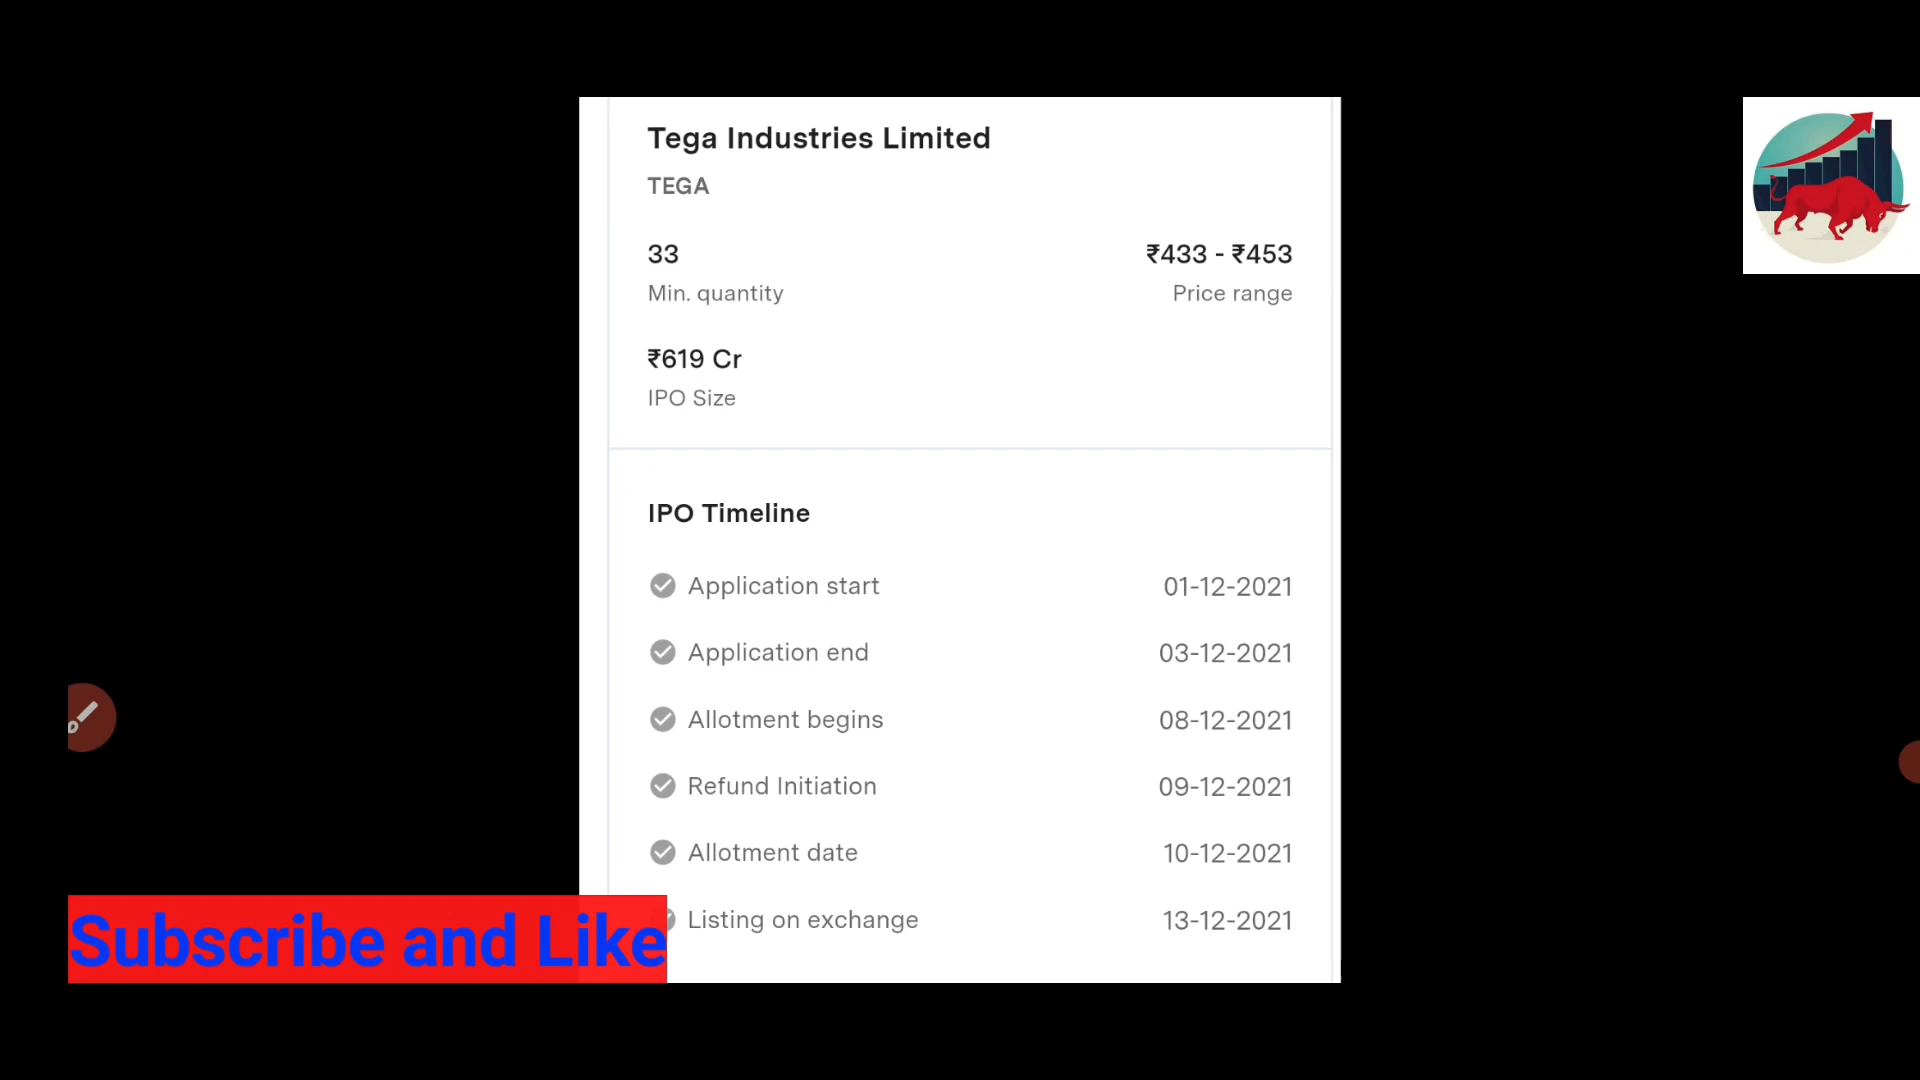 Tega Industries Limited
TEGA
33 ₹433 - ₹453
Min. quantity Price range
₹619 Cr
IPO Size
IPO Timeline
Application start 01-12-2021
Application end 03-12-2021
Allotment begins 08-12-2021
Refund Initiation 09-12-2021
Allotment date 10-12-2021
Listing on exchange 13-12-2021
Subscribe and Like